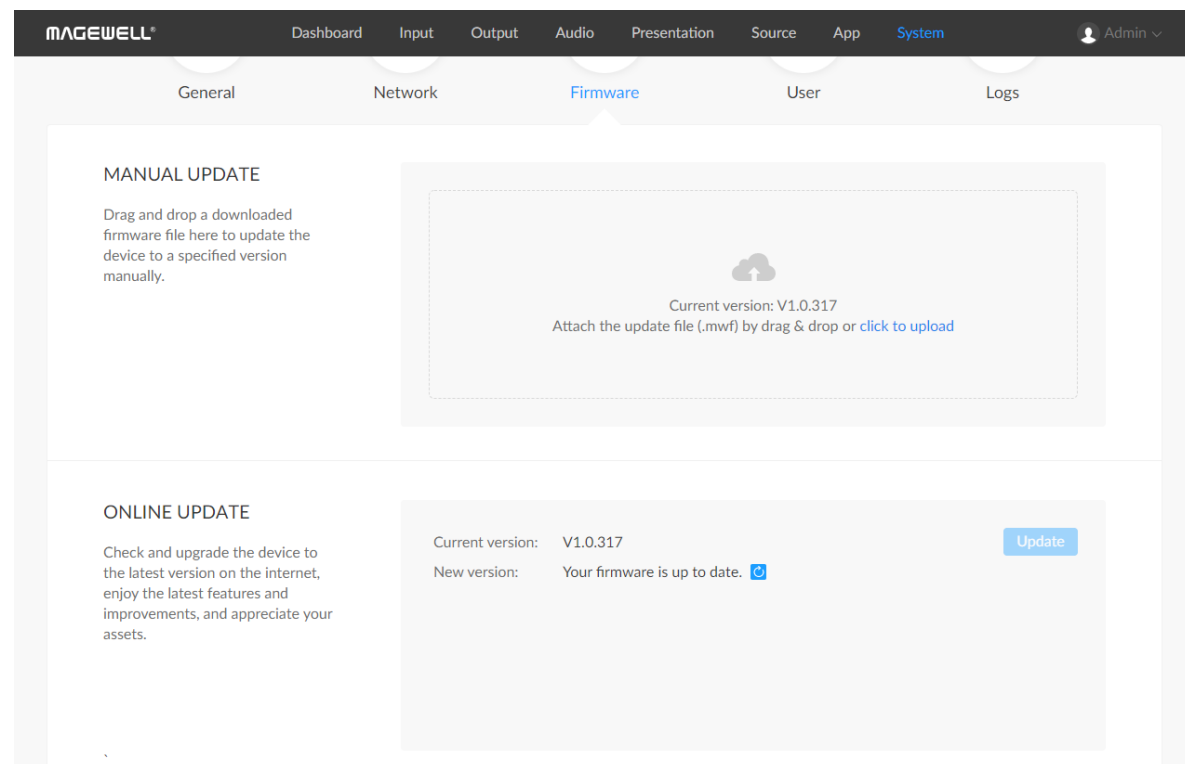 MAGEWELL®
Dashboard Input Output Audio Presentation Source App System Admin
General Network Firmware User Logs
MANUAL UPDATE
Drag and drop a downloaded
firmware file here to update the
device to a specified version
manually.
Current version: V1.0.317
Attach the update file (.mwf) by drag & drop or click to upload
ONLINE UPDATE
Check and upgrade the device to
the latest version on the internet,
enjoy the latest features and
improvements, and appreciate your
assets.
Current version: V1.0.317
Update
New version: Your firmware is up to date.
`